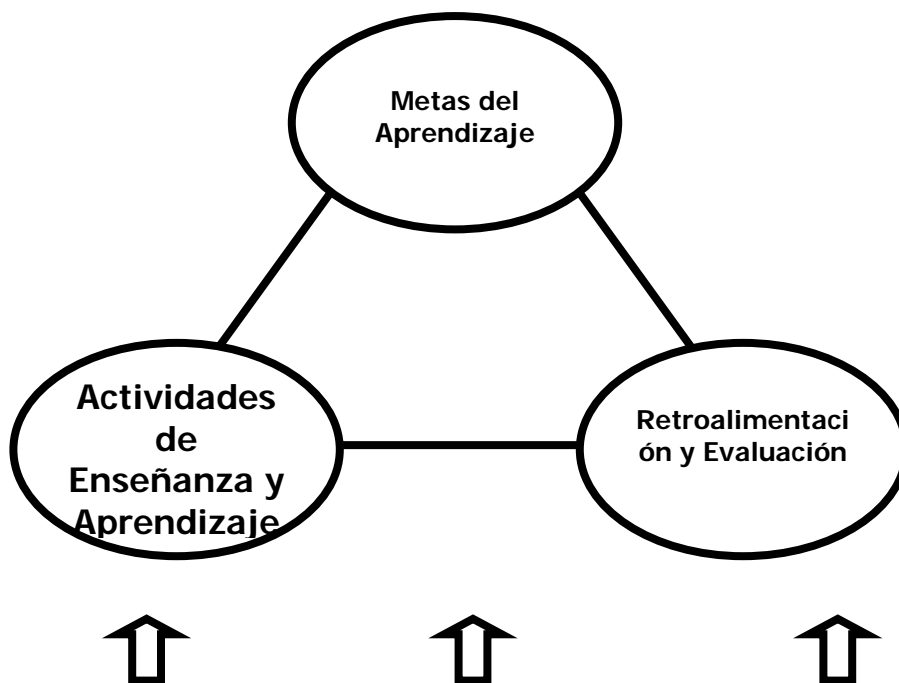 Metas del
Aprendizaje
Actividades
de
Enseñanza y
Aprendizaje
Retroalimentaci
ón y Evaluación